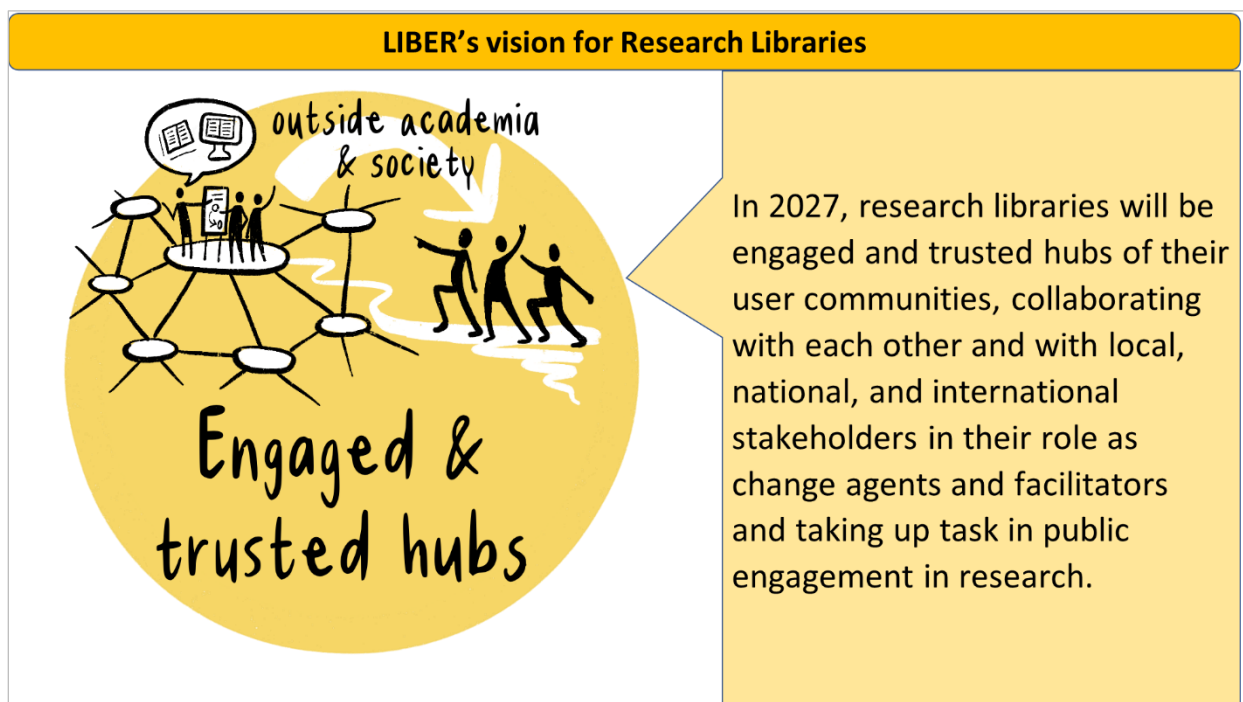 LIBER’s vision for Research Libraries
outside academia
& society
Engaged &
trusted hubs
In 2027, research libraries will be
engaged and trusted hubs of their
user communities, collaborating
with each other and with local,
national, and international
stakeholders in their role as
change agents and facilitators
and taking up task in public
engagement in research.